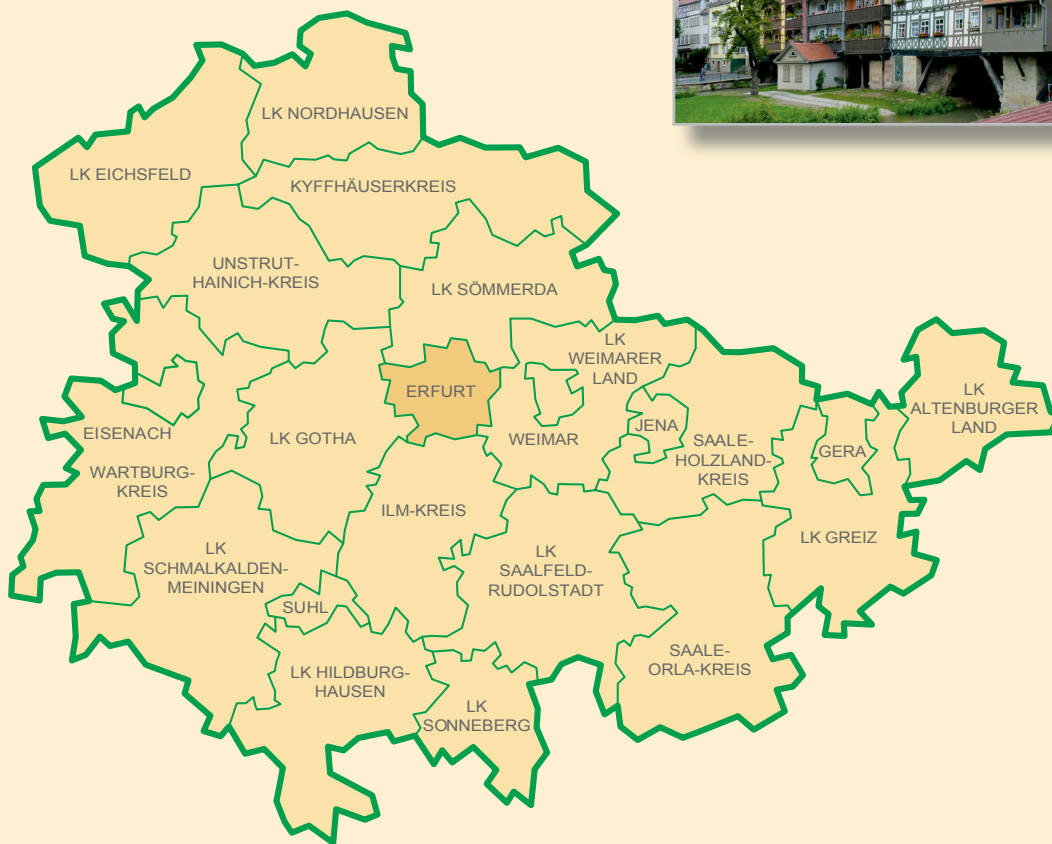 LK NORDHAUSEN
LK EICHSFELD
KYFFHÄUSERKREIS
UNSTRUT-
HAINICH-KREIS
LK SÖMMERDA
LK
WEIMARER
LAND
ERFURT
LK
ALTENBURGER
LAND
EISENACH
LK GOTHA
WEIMAR
JENA
SAALE-
HOLZLAND-
KREIS
GERA
WARTBURG-
KREIS
ILM-KREIS
LK GREIZ
LK
SCHMALKALDEN-
MEININGEN
LK
SAALFELD-
RUDOLSTADT
SUHL
SAALE-
ORLA-KREIS
LK HILDBURG-
HAUSEN
LK
SONNEBERG